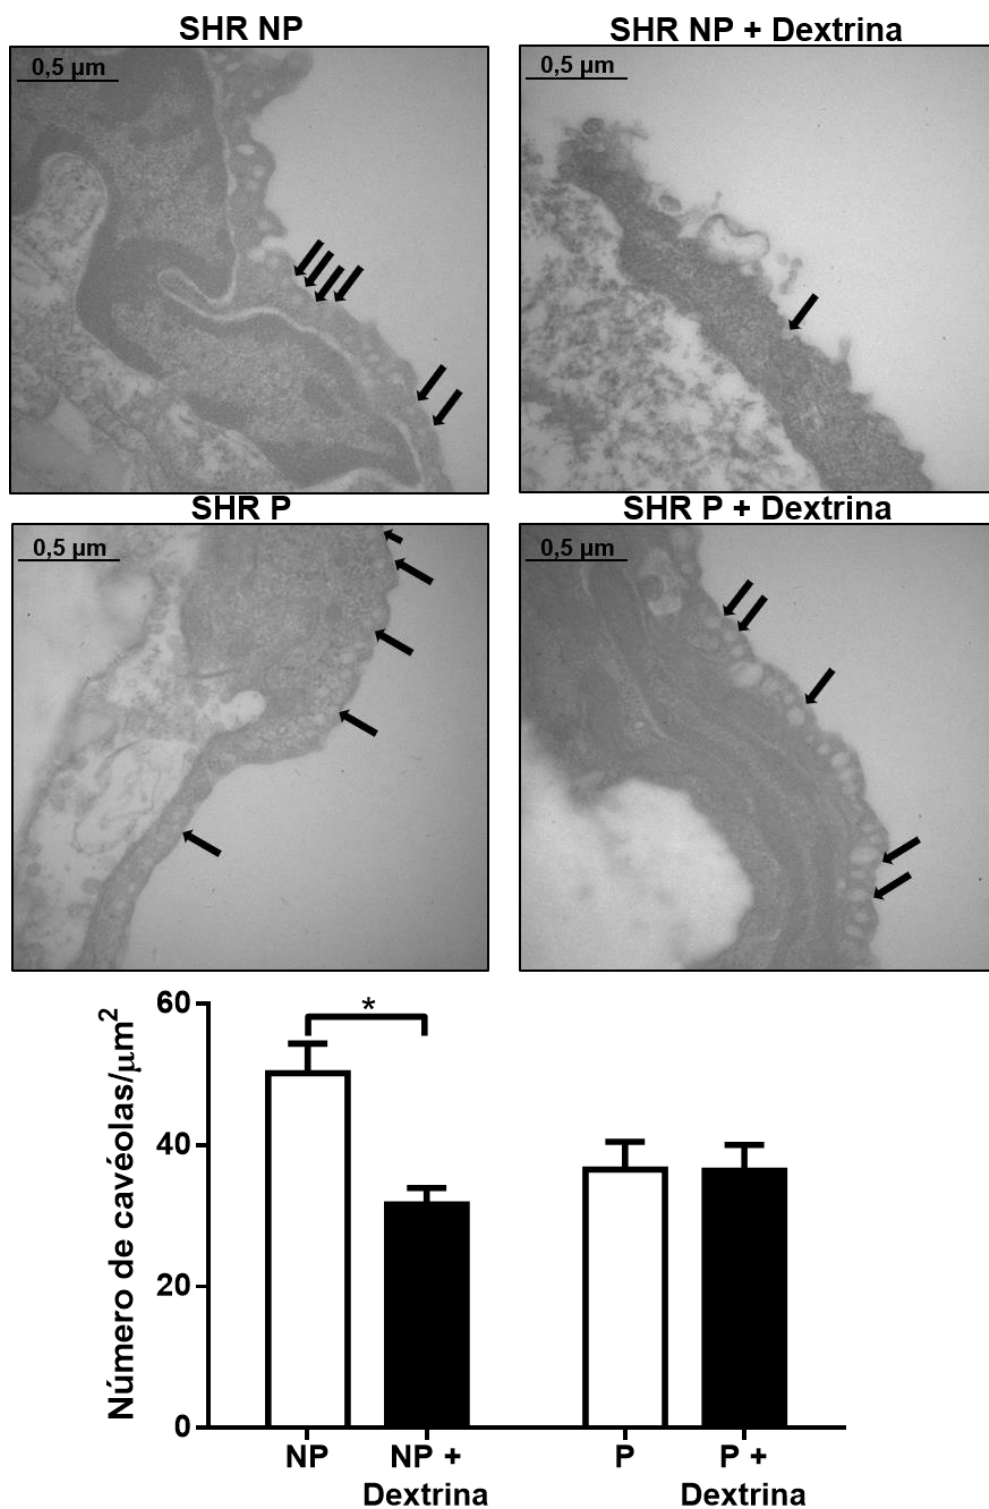 SHR NP
SHR NP + Dextrina
0,5 µm
0,5 µm
SHR P
SHR P + Dextrina
0,5 µm
0,5 µm
Número de cavéolas/µm²
60
40
20
0
*
NP
NP +
Dextrina
P
P +
Dextrina